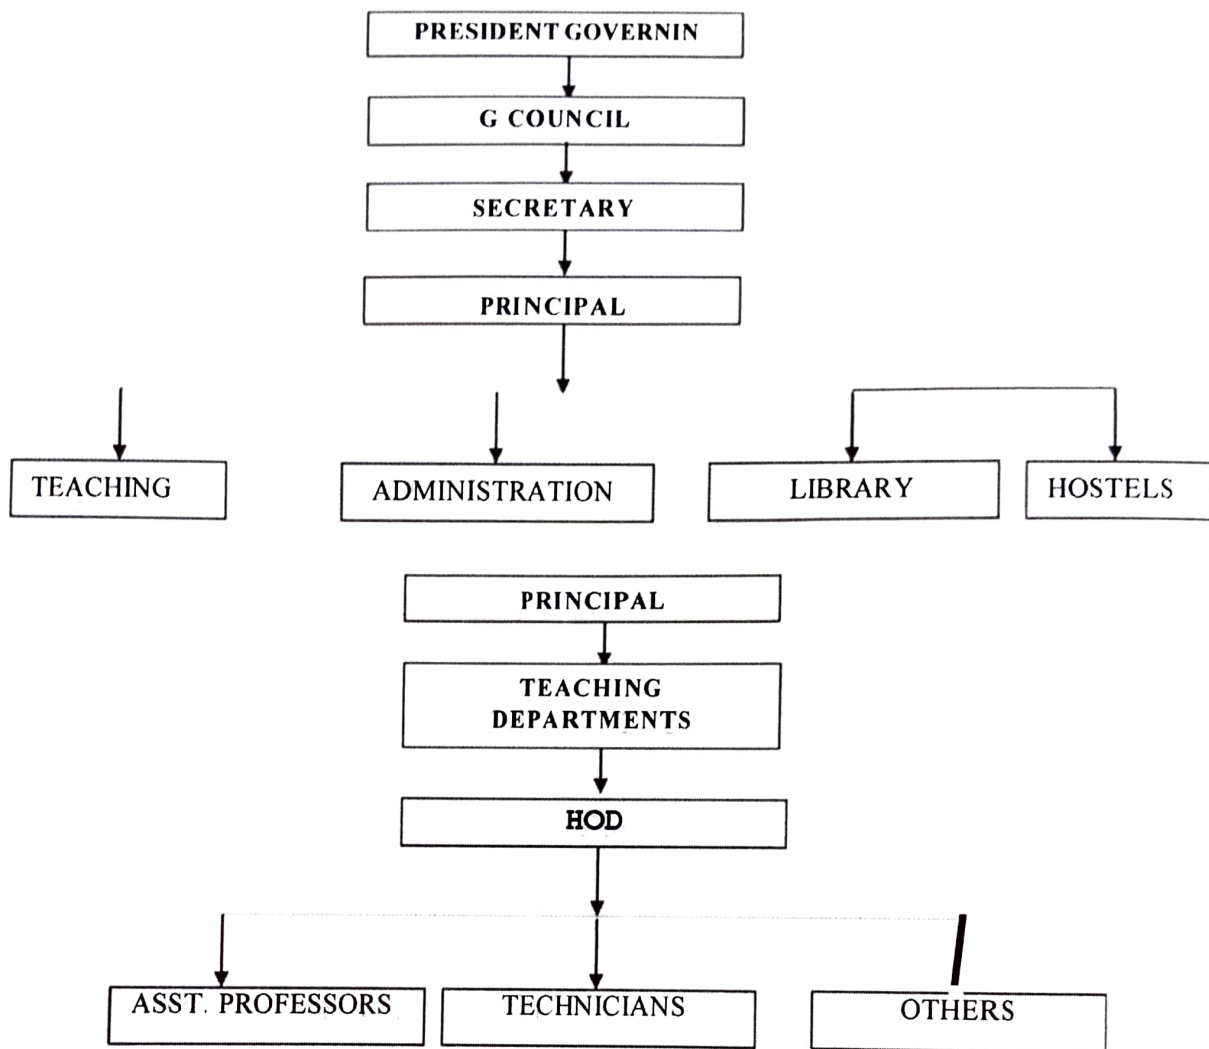 PRESIDENT GOVERNIN
G COUNCIL
SECRETARY
PRINCIPAL
TEACHING
ADMINISTRATION
LIBRARY
HOSTELS
PRINCIPAL
TEACHING
DEPARTMENTS
HOD
ASST. PROFESSORS
TECHNICIANS
OTHERS